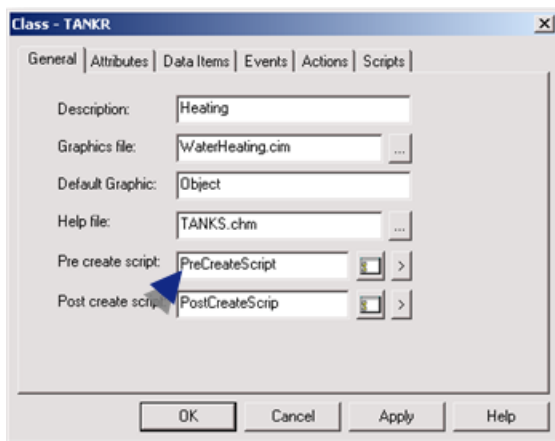 Class - TANKR
General Attributes Data Items Events Actions Scripts
Description: Heating
Graphics file: WaterHeating.cim ...
Default Graphic: Object
Help file: TANKS.chm ...
Pre create script: PreCreateScript >
Post create script PostCreateScrip >
OK Cancel Apply Help